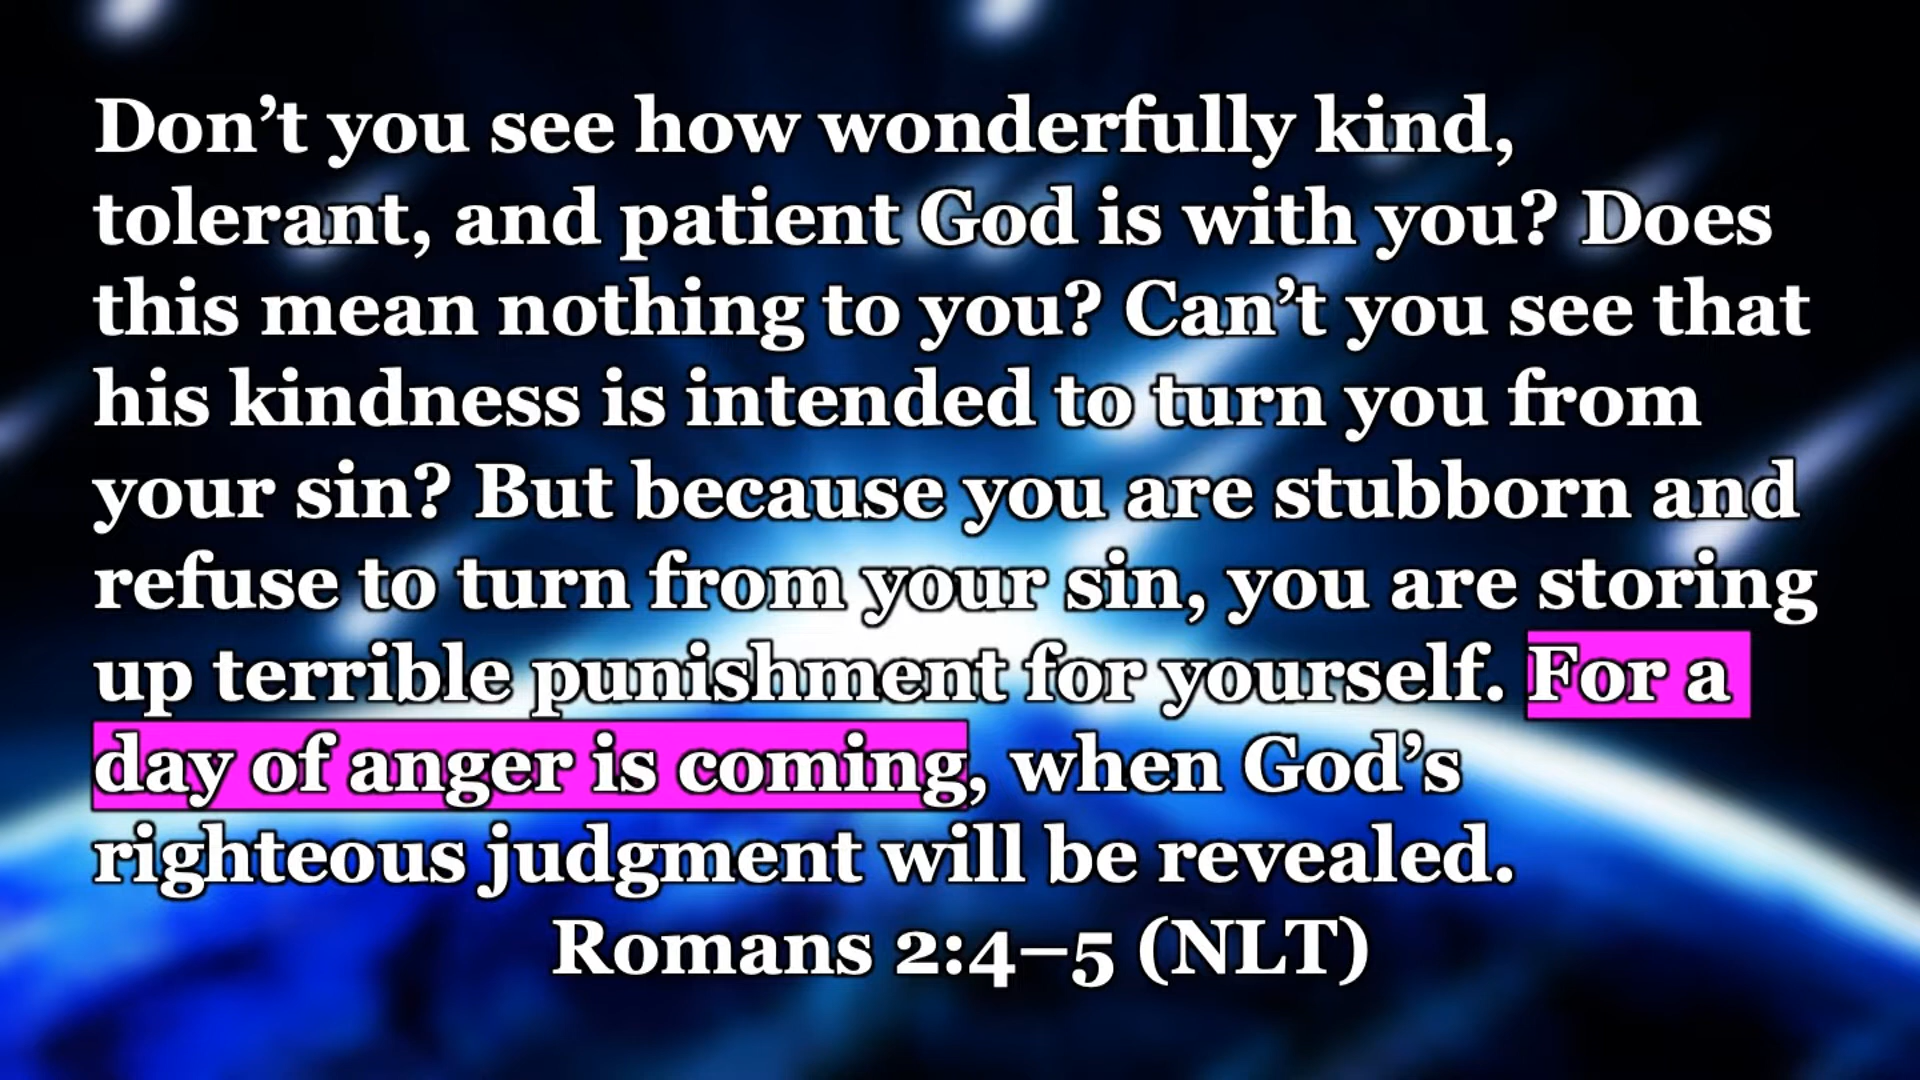 Don’t you see how wonderfully kind,
tolerant, and patient God is with you? Does
this mean nothing to you? Can’t you see that
his kindness is intended to turn you from
your sin? But because you are stubborn and
refuse to turn from your sin, you are storing
up terrible punishment for yourself. For a
day of anger is coming, when God’s
righteous judgment will be revealed.
Romans 2:4–5 (NLT)